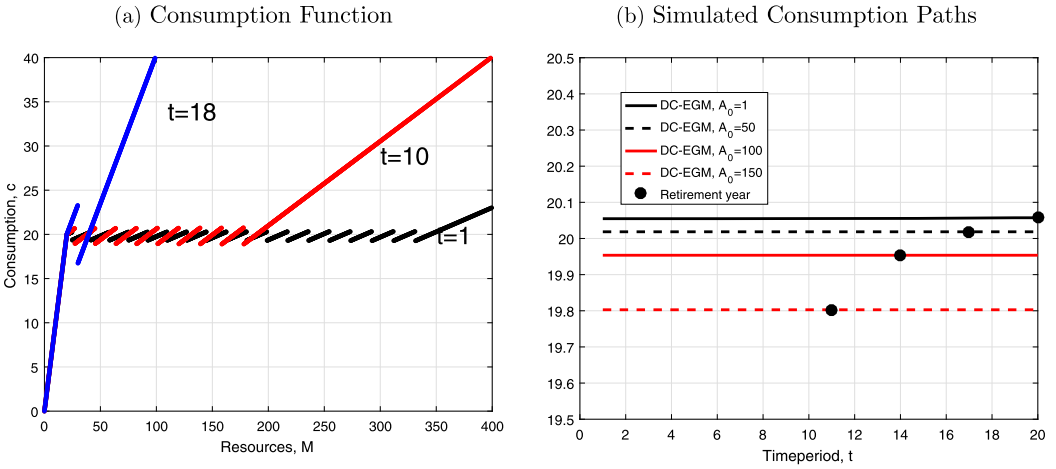 (a) Consumption Function
40
35
30
25
20
15
10
5
0
Consumption, c
t=18
t=10
t=1
0 50 100 150 200 250 300 350 400
Resources, M
(b) Simulated Consumption Paths
20.5
20.4
20.3
20.2
20.1
20
19.9
19.8
19.7
19.6
19.5
DC-EGM, A0=1
DC-EGM, A0=50
DC-EGM, A0=100
DC-EGM, A0=150
Retirement year
0 2 4 6 8 10 12 14 16 18 20
Timeperiod, t